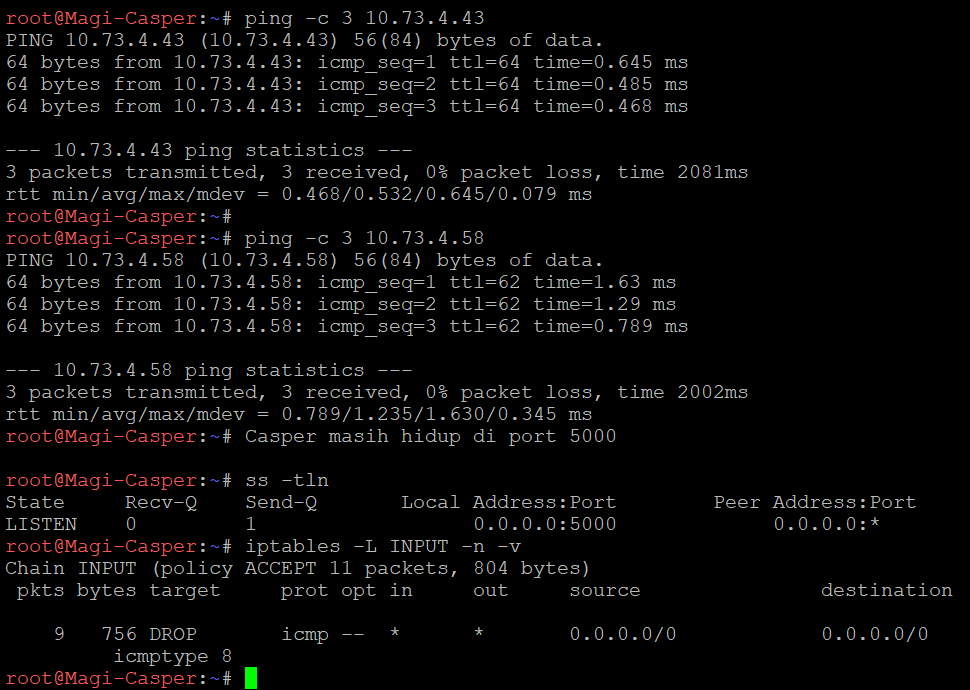 root@Magi-Casper:~# ping -c 3 10.73.4.43
PING 10.73.4.43 (10.73.4.43) 56(84) bytes of data.
64 bytes from 10.73.4.43: icmp_seq=1 ttl=64 time=0.645 ms
64 bytes from 10.73.4.43: icmp_seq=2 ttl=64 time=0.485 ms
64 bytes from 10.73.4.43: icmp_seq=3 ttl=64 time=0.468 ms

--- 10.73.4.43 ping statistics ---
3 packets transmitted, 3 received, 0% packet loss, time 2081ms
rtt min/avg/max/mdev = 0.468/0.532/0.645/0.079 ms
root@Magi-Casper:~#
root@Magi-Casper:~# ping -c 3 10.73.4.58
PING 10.73.4.58 (10.73.4.58) 56(84) bytes of data.
64 bytes from 10.73.4.58: icmp_seq=1 ttl=62 time=1.63 ms
64 bytes from 10.73.4.58: icmp_seq=2 ttl=62 time=1.29 ms
64 bytes from 10.73.4.58: icmp_seq=3 ttl=62 time=0.789 ms

--- 10.73.4.58 ping statistics ---
3 packets transmitted, 3 received, 0% packet loss, time 2002ms
rtt min/avg/max/mdev = 0.789/1.235/1.630/0.345 ms
root@Magi-Casper:~# Casper masih hidup di port 5000

root@Magi-Casper:~# ss -tln
State     Recv-Q    Send-Q       Local Address:Port        Peer Address:Port
LISTEN    0         1                  0.0.0.0:5000             0.0.0.0:*
root@Magi-Casper:~# iptables -L INPUT -n -v
Chain INPUT (policy ACCEPT 11 packets, 804 bytes)
 pkts bytes target     prot opt in     out     source               destination

    9   756 DROP       icmp --  *      *       0.0.0.0/0            0.0.0.0/0
         icmptype 8
root@Magi-Casper:~#